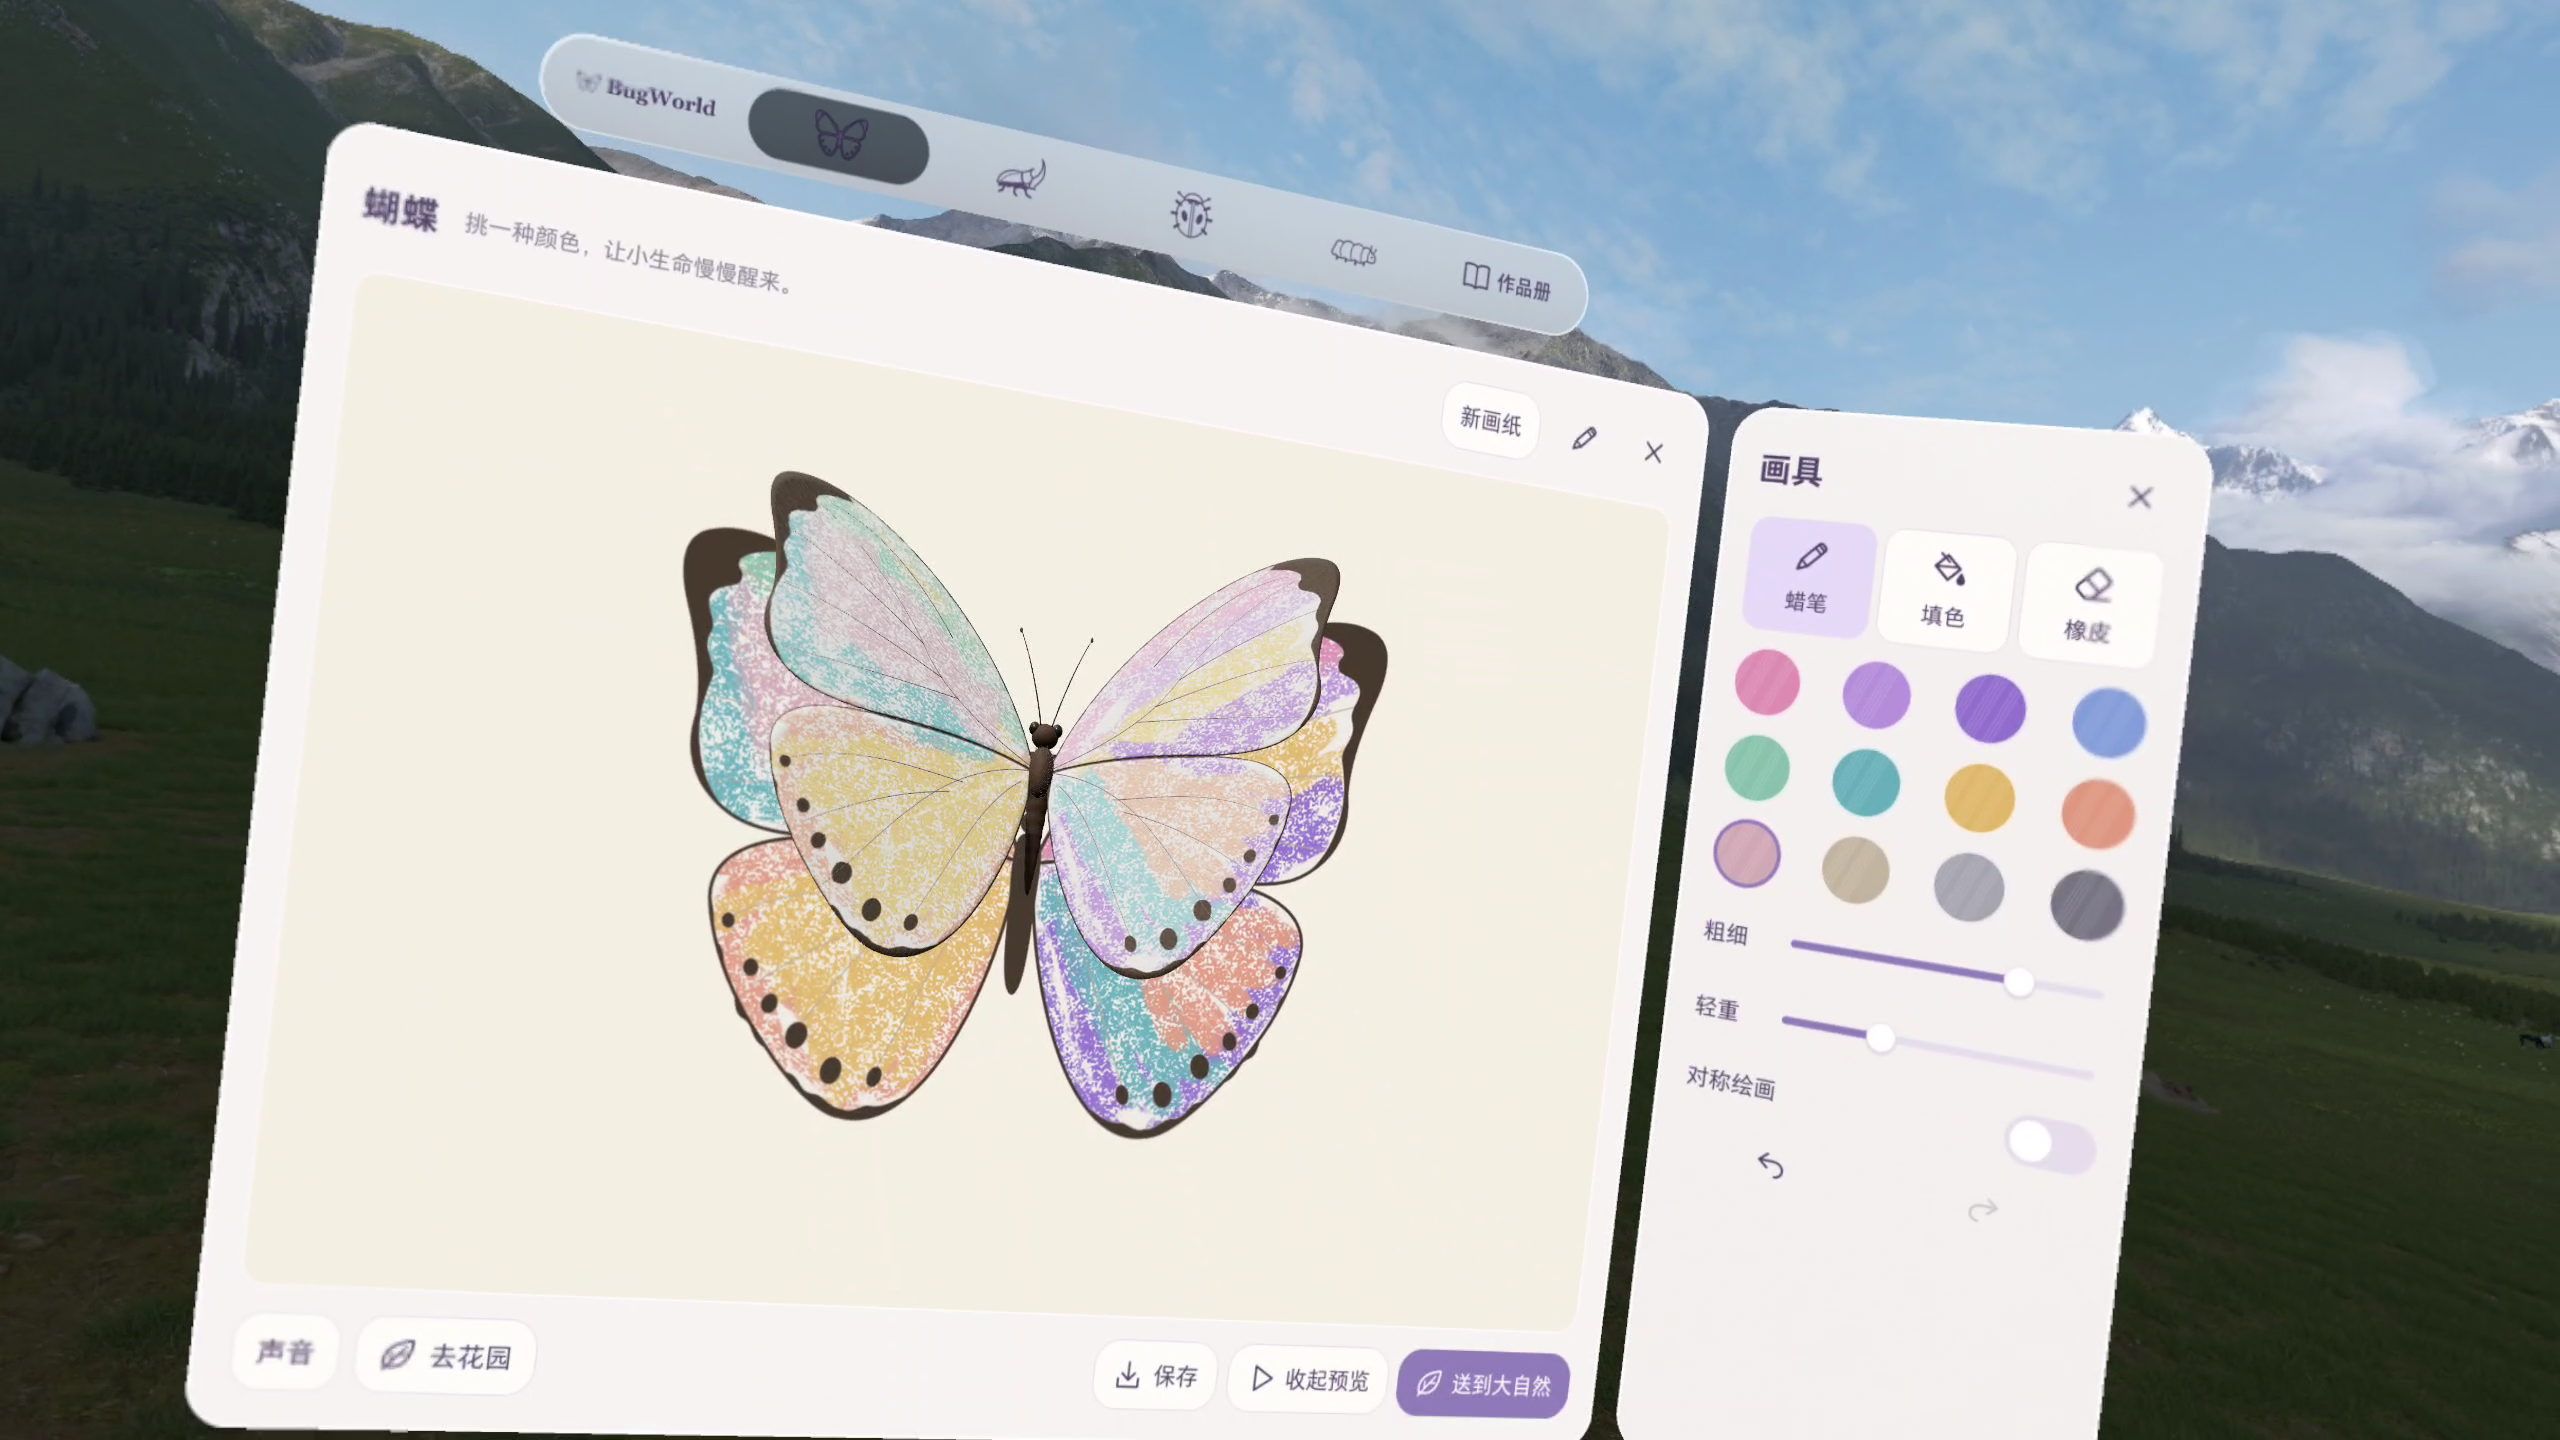 BugWorld
作品册
蝴蝶
挑一种颜色，让小生命慢慢醒来。
新画纸
声音
去花园
保存
收起预览
送到大自然
画具
蜡笔
填色
橡皮
粗细
轻重
对称绘画